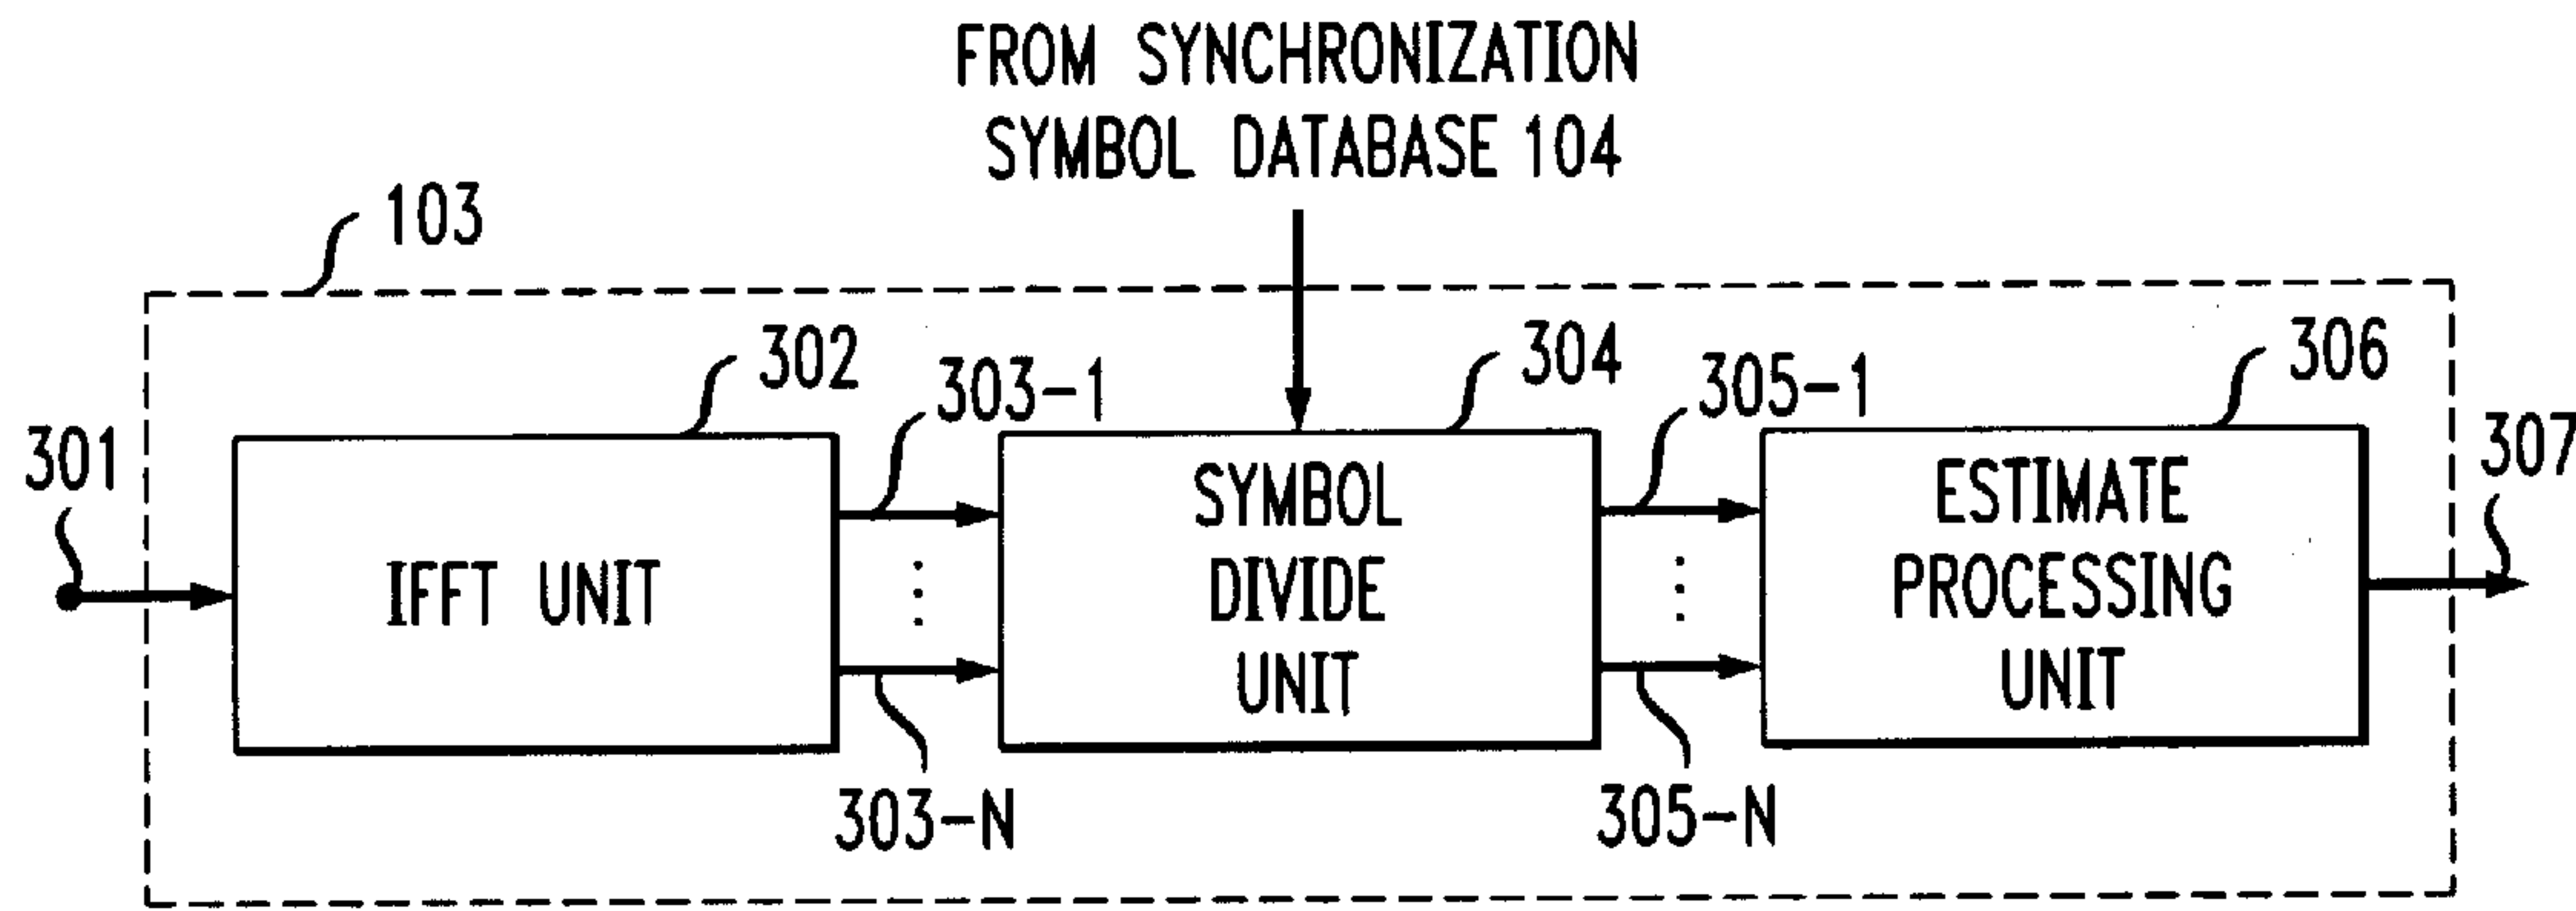 FROM SYNCHRONIZATION
SYMBOL DATABASE 104
103
302
304
306
303-1
305-1
301
307
IFFT UNIT
SYMBOL
DIVIDE
UNIT
ESTIMATE
PROCESSING
UNIT
303-N
305-N